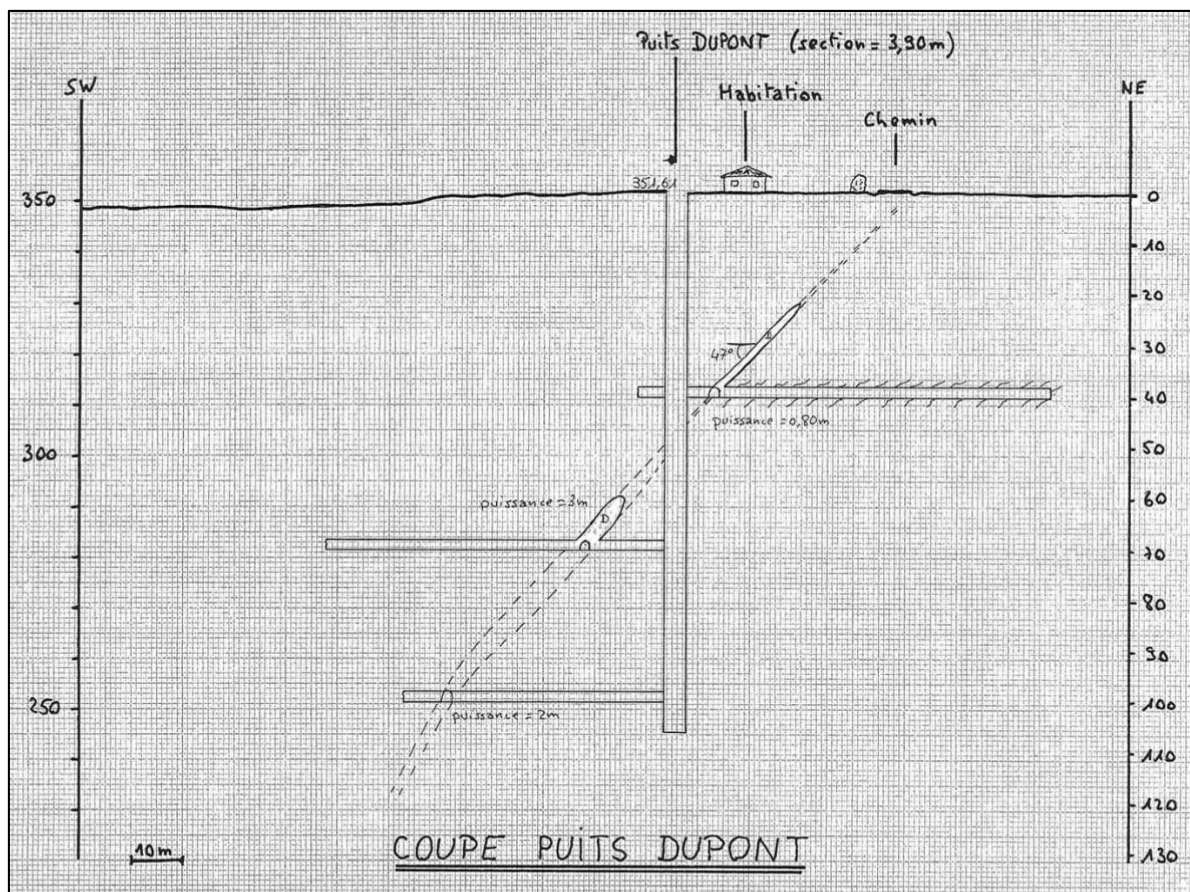 Puits DUPONT (section = 3,90m)
SW
Habitation
NE
Chemin
351,61
350
0
10
20
30
47°
40
puissance = 0,80m
300
50
puissance = 3m
60
D
70
80
90
250
100
puissance = 2m
110
120
10m
COUPE PUITS DUPONT
130